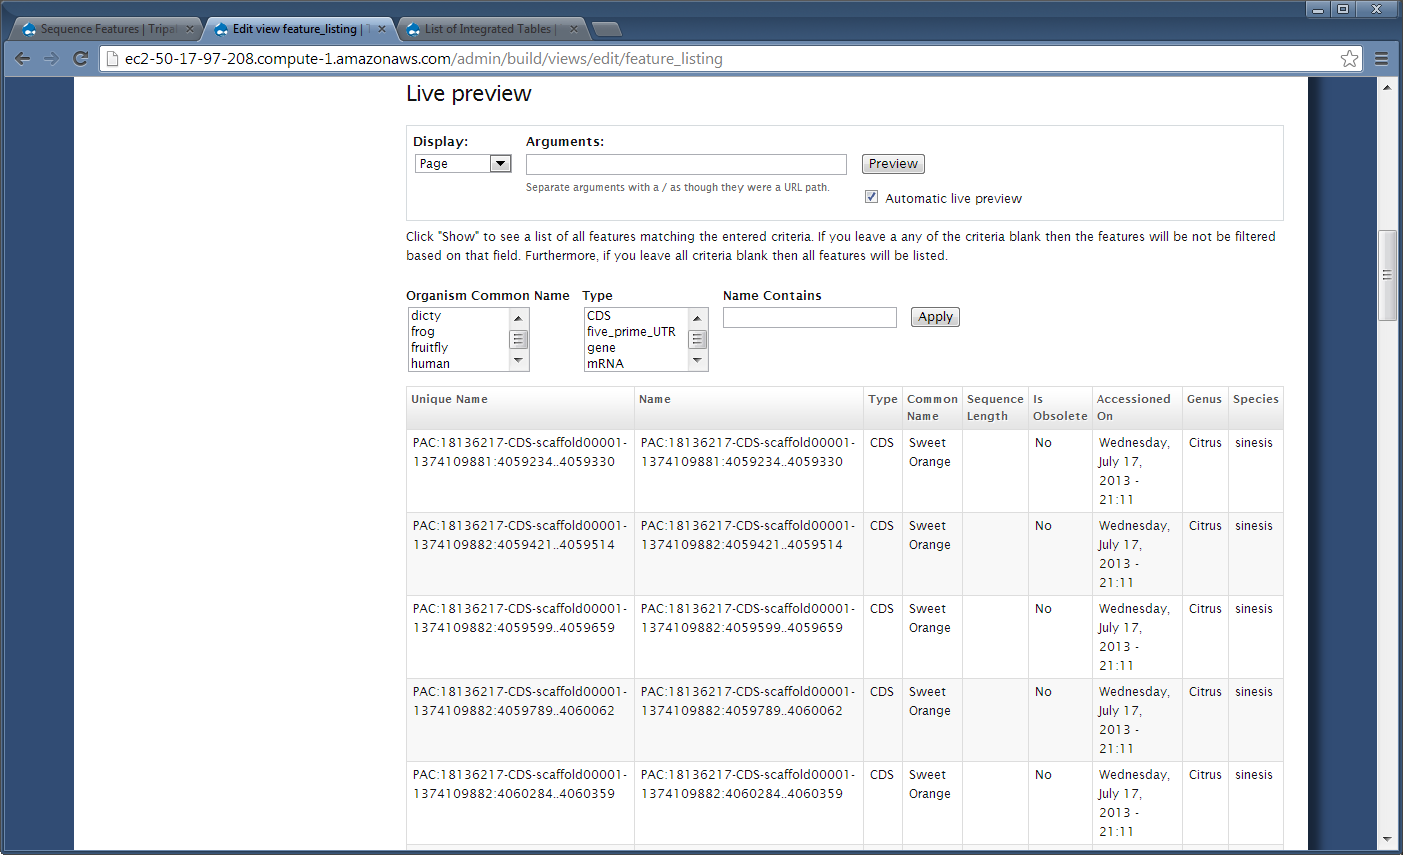 Sequence Features | Tripal
Edit view feature_listing |
List of Integrated Tables |
ec2-50-17-97-208.compute-1.amazonaws.com/admin/build/views/edit/feature_listing
Live preview
Display: Arguments:
Page Preview
Separate arguments with a / as though they were a URL path.
Automatic live preview
Click "Show" to see a list of all features matching the entered criteria. If you leave a any of the criteria blank then the features will be not be filtered
based on that field. Furthermore, if you leave all criteria blank then all features will be listed.
Organism Common Name Type Name Contains
dicty CDS Apply
frog five_prime_UTR
fruitfly gene
human mRNA
Unique Name Name Type Common Sequence Is Accessioned Genus Species
Name Length Obsolete On
PAC:18136217-CDS-scaffold00001- PAC:18136217-CDS-scaffold00001- CDS Sweet No Wednesday, Citrus sinesis
1374109881:4059234..4059330 1374109881:4059234..4059330 Orange July 17,
2013 -
21:11
PAC:18136217-CDS-scaffold00001- PAC:18136217-CDS-scaffold00001- CDS Sweet No Wednesday, Citrus sinesis
1374109882:4059421..4059514 1374109882:4059421..4059514 Orange July 17,
2013 -
21:11
PAC:18136217-CDS-scaffold00001- PAC:18136217-CDS-scaffold00001- CDS Sweet No Wednesday, Citrus sinesis
1374109882:4059599..4059659 1374109882:4059599..4059659 Orange July 17,
2013 -
21:11
PAC:18136217-CDS-scaffold00001- PAC:18136217-CDS-scaffold00001- CDS Sweet No Wednesday, Citrus sinesis
1374109882:4059789..4060062 1374109882:4059789..4060062 Orange July 17,
2013 -
21:11
PAC:18136217-CDS-scaffold00001- PAC:18136217-CDS-scaffold00001- CDS Sweet No Wednesday, Citrus sinesis
1374109882:4060284..4060359 1374109882:4060284..4060359 Orange July 17,
2013 -
21:11